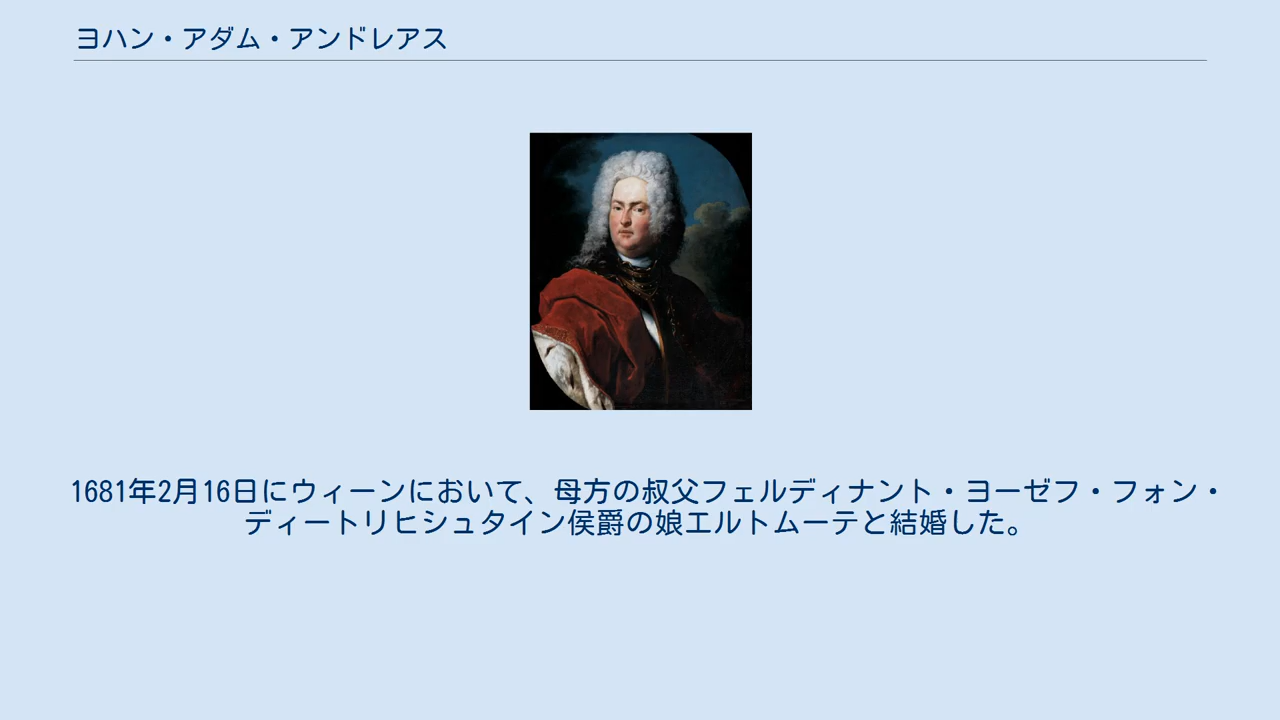 ヨハン・アダム・アンドレアス
1681年2月16日にウィーンにおいて、母方の叔父フェルディナント・ヨーゼフ・フォン・
ディートリヒシュタイン侯爵の娘エルトムーテと結婚した。